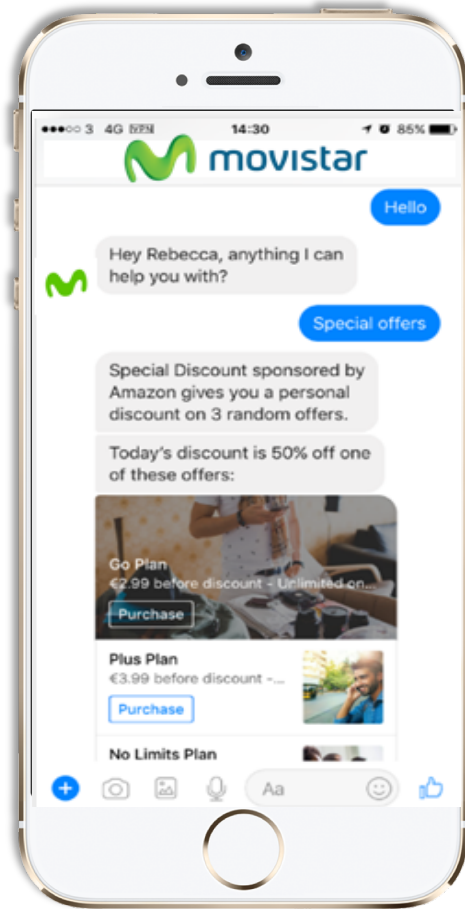 3 4G VPN 14:30 85%
movistar
Hello
Hey Rebecca, anything I can
help you with?
Special offers
Special Discount sponsored by
Amazon gives you a personal
discount on 3 random offers.
Today's discount is 50% off one
of these offers:
Go Plan
€2.99 before discount - Unlimited on...
Purchase
Plus Plan
€3.99 before discount -...
Purchase
No Limits Plan
Aa